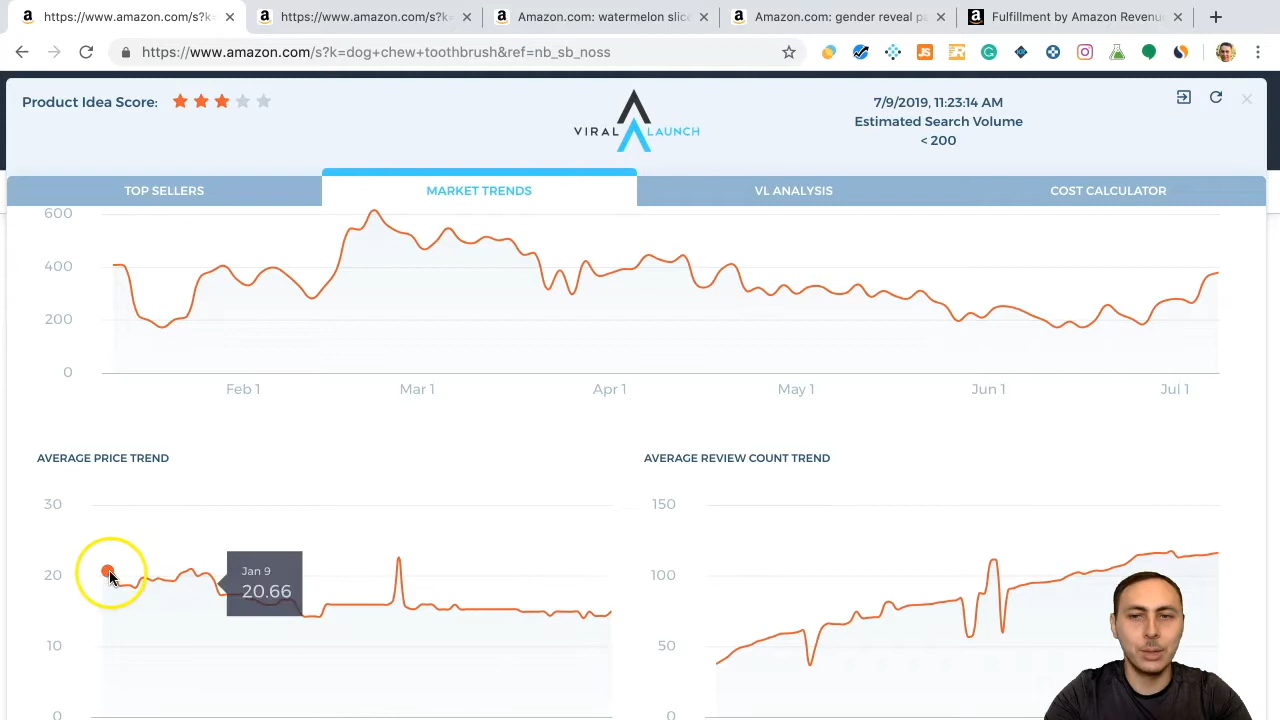 https://www.amazon.com/s?k=
https://www.amazon.com/s?k=
Amazon.com: watermelon slice
Amazon.com: gender reveal pa
Fulfillment by Amazon Revenu
https://www.amazon.com/s?k=dog+chew+toothbrush&ref=nb_sb_noss
Product Idea Score:
VIRAL LAUNCH
7/9/2019, 11:23:14 AM
Estimated Search Volume
< 200
TOP SELLERS
MARKET TRENDS
VL ANALYSIS
COST CALCULATOR
600
400
200
0
Feb 1
Mar 1
Apr 1
May 1
Jun 1
Jul 1
AVERAGE PRICE TREND
30
20
10
0
Jan 9
20.66
AVERAGE REVIEW COUNT TREND
150
100
50
0